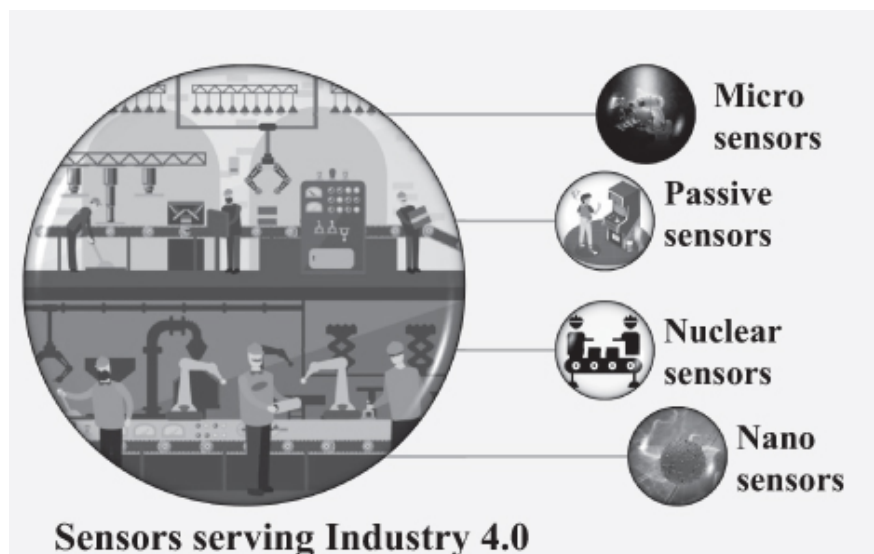 Micro
sensors
Passive
sensors
Nuclear
sensors
Nano
sensors
Sensors serving Industry 4.0